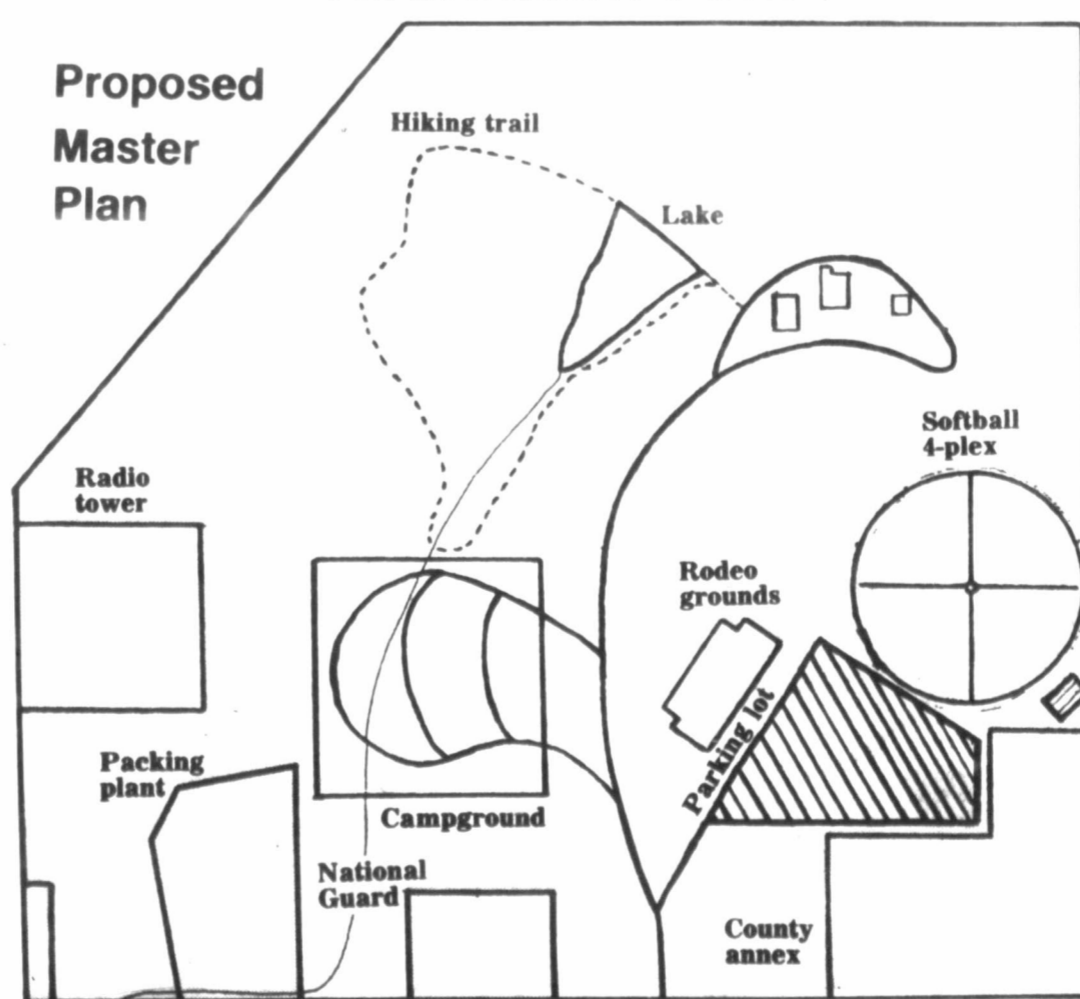 Proposed
Master
Plan
Hiking trail
Lake
Softball
4-plex
Radio
tower
Rodeo
grounds
Parking lot
Packing
plant
Campground
National
Guard
County
annex